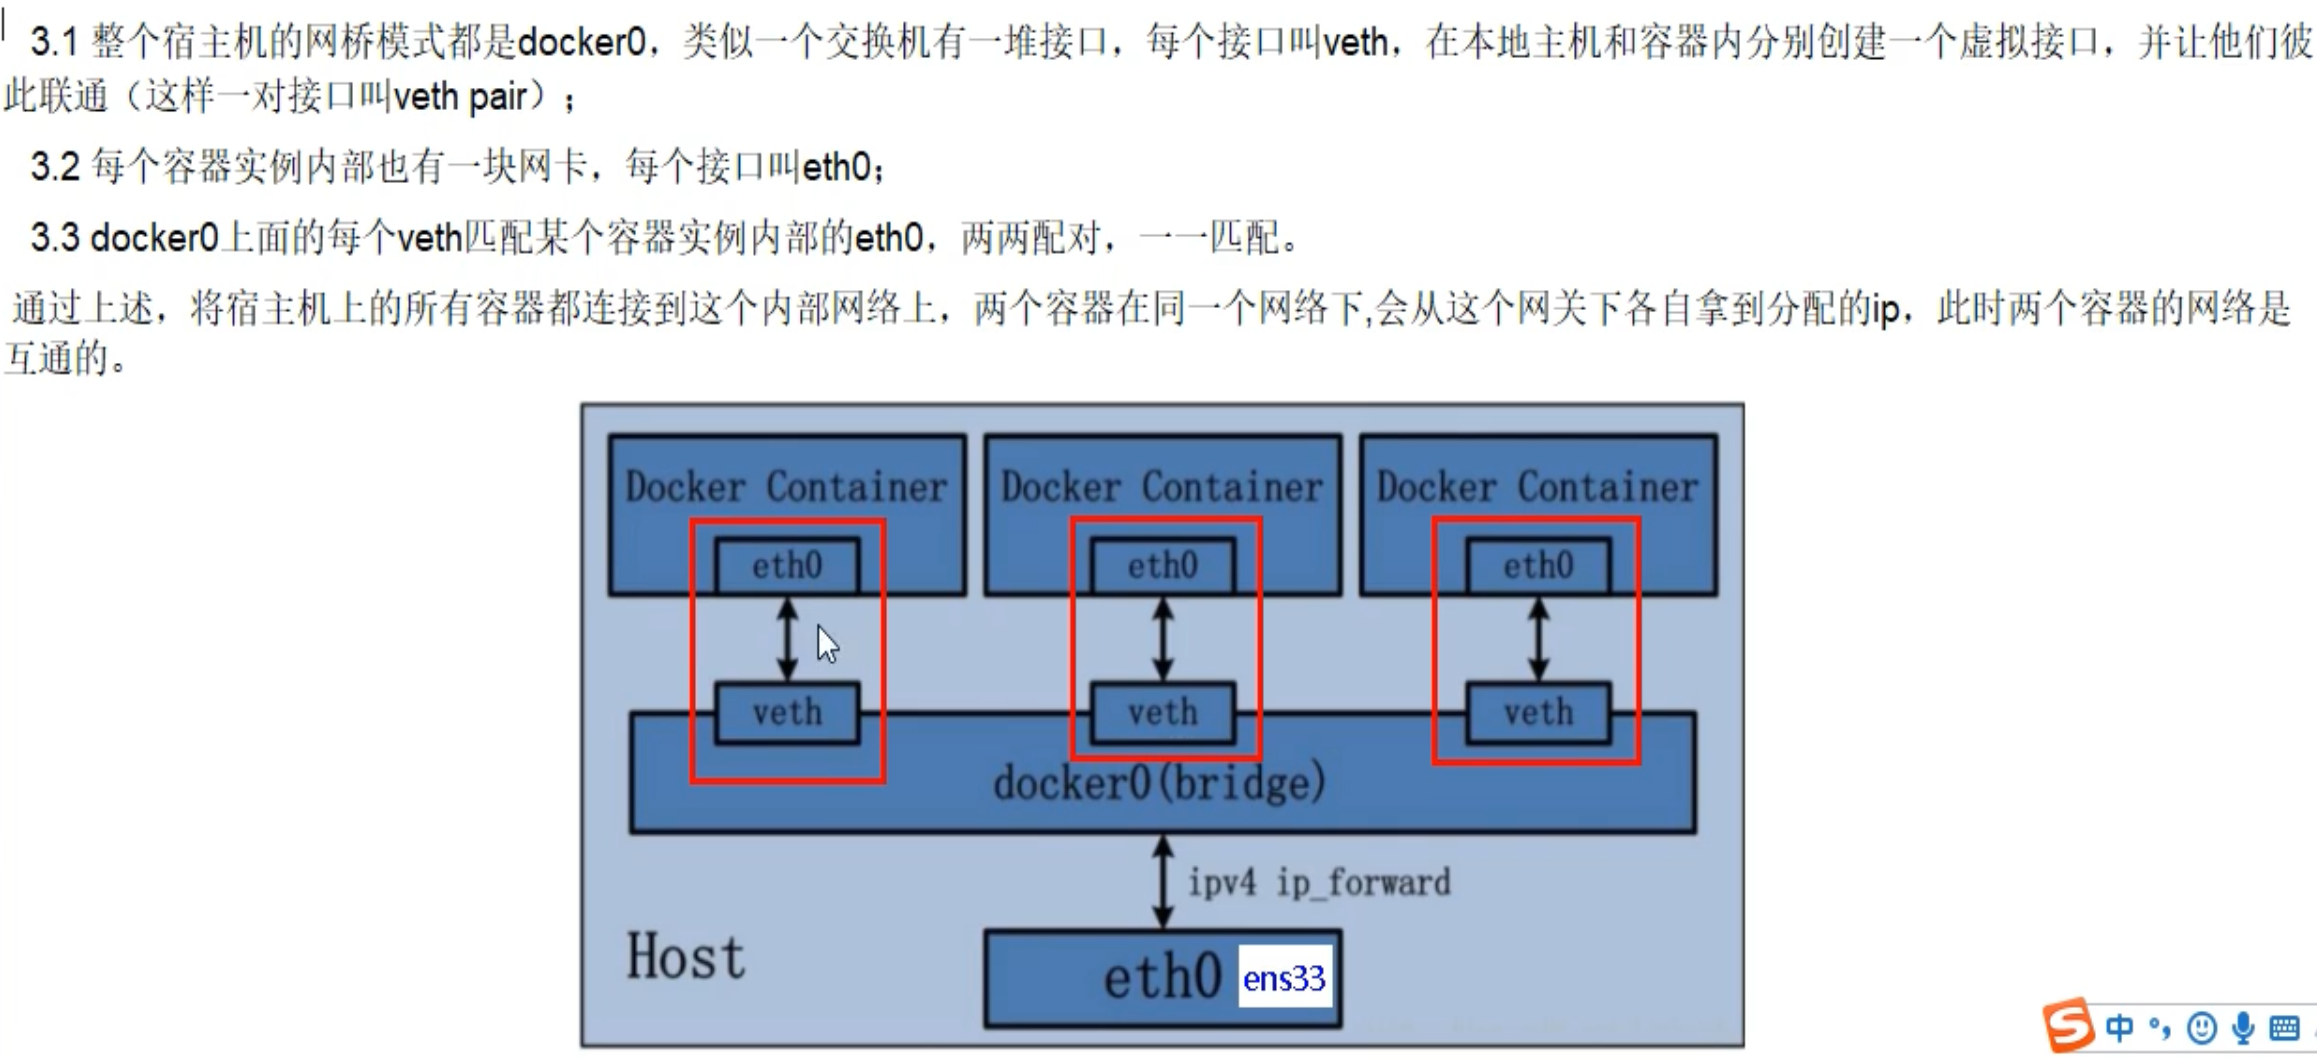 3.1 整个宿主机的网桥模式都是docker0，类似一个交换机有一堆接口，每个接口叫veth，在本地主机和容器内分别创建一个虚拟接口，并让他们彼
此联通（这样一对接口叫veth pair）；
3.2 每个容器实例内部也有一块网卡，每个接口叫eth0；
3.3 docker0上面的每个veth匹配某个容器实例内部的eth0，两两配对，一一匹配。
通过上述，将宿主机上的所有容器都连接到这个内部网络上，两个容器在同一个网络下,会从这个网关下各自拿到分配的ip，此时两个容器的网络是
互通的。
Docker Container Docker Container Docker Container
eth0 eth0 eth0
veth veth veth
docker0(bridge)
ipv4 ip_forward
Host
eth0 ens33
S 中